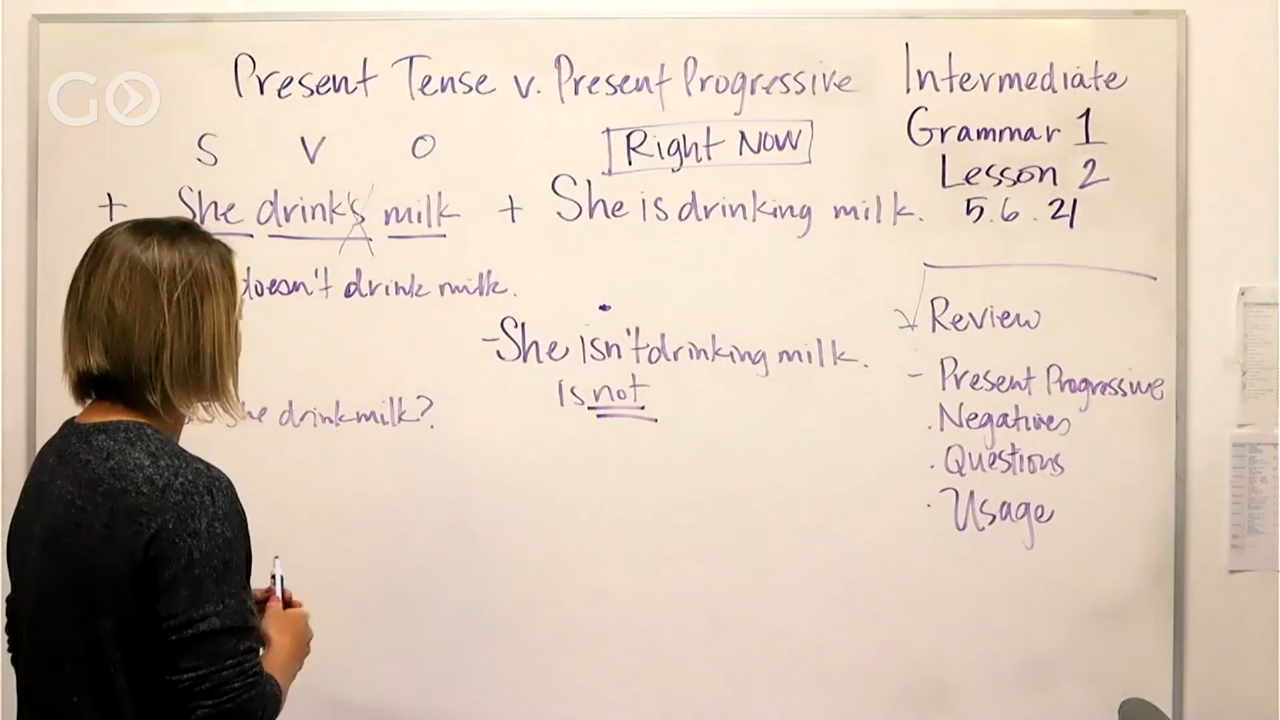 GO
Present Tense v. Present Progressive
Intermediate
Grammar 1
Lesson 2
5.6.21
S V O
Right Now
+ She drinks milk
+ She is drinking milk.
doesn't drink milk.
- She isn't drinking milk.
is not
she drink milk?
Review
- Present Progressive
. Negatives
. Questions
. Usage